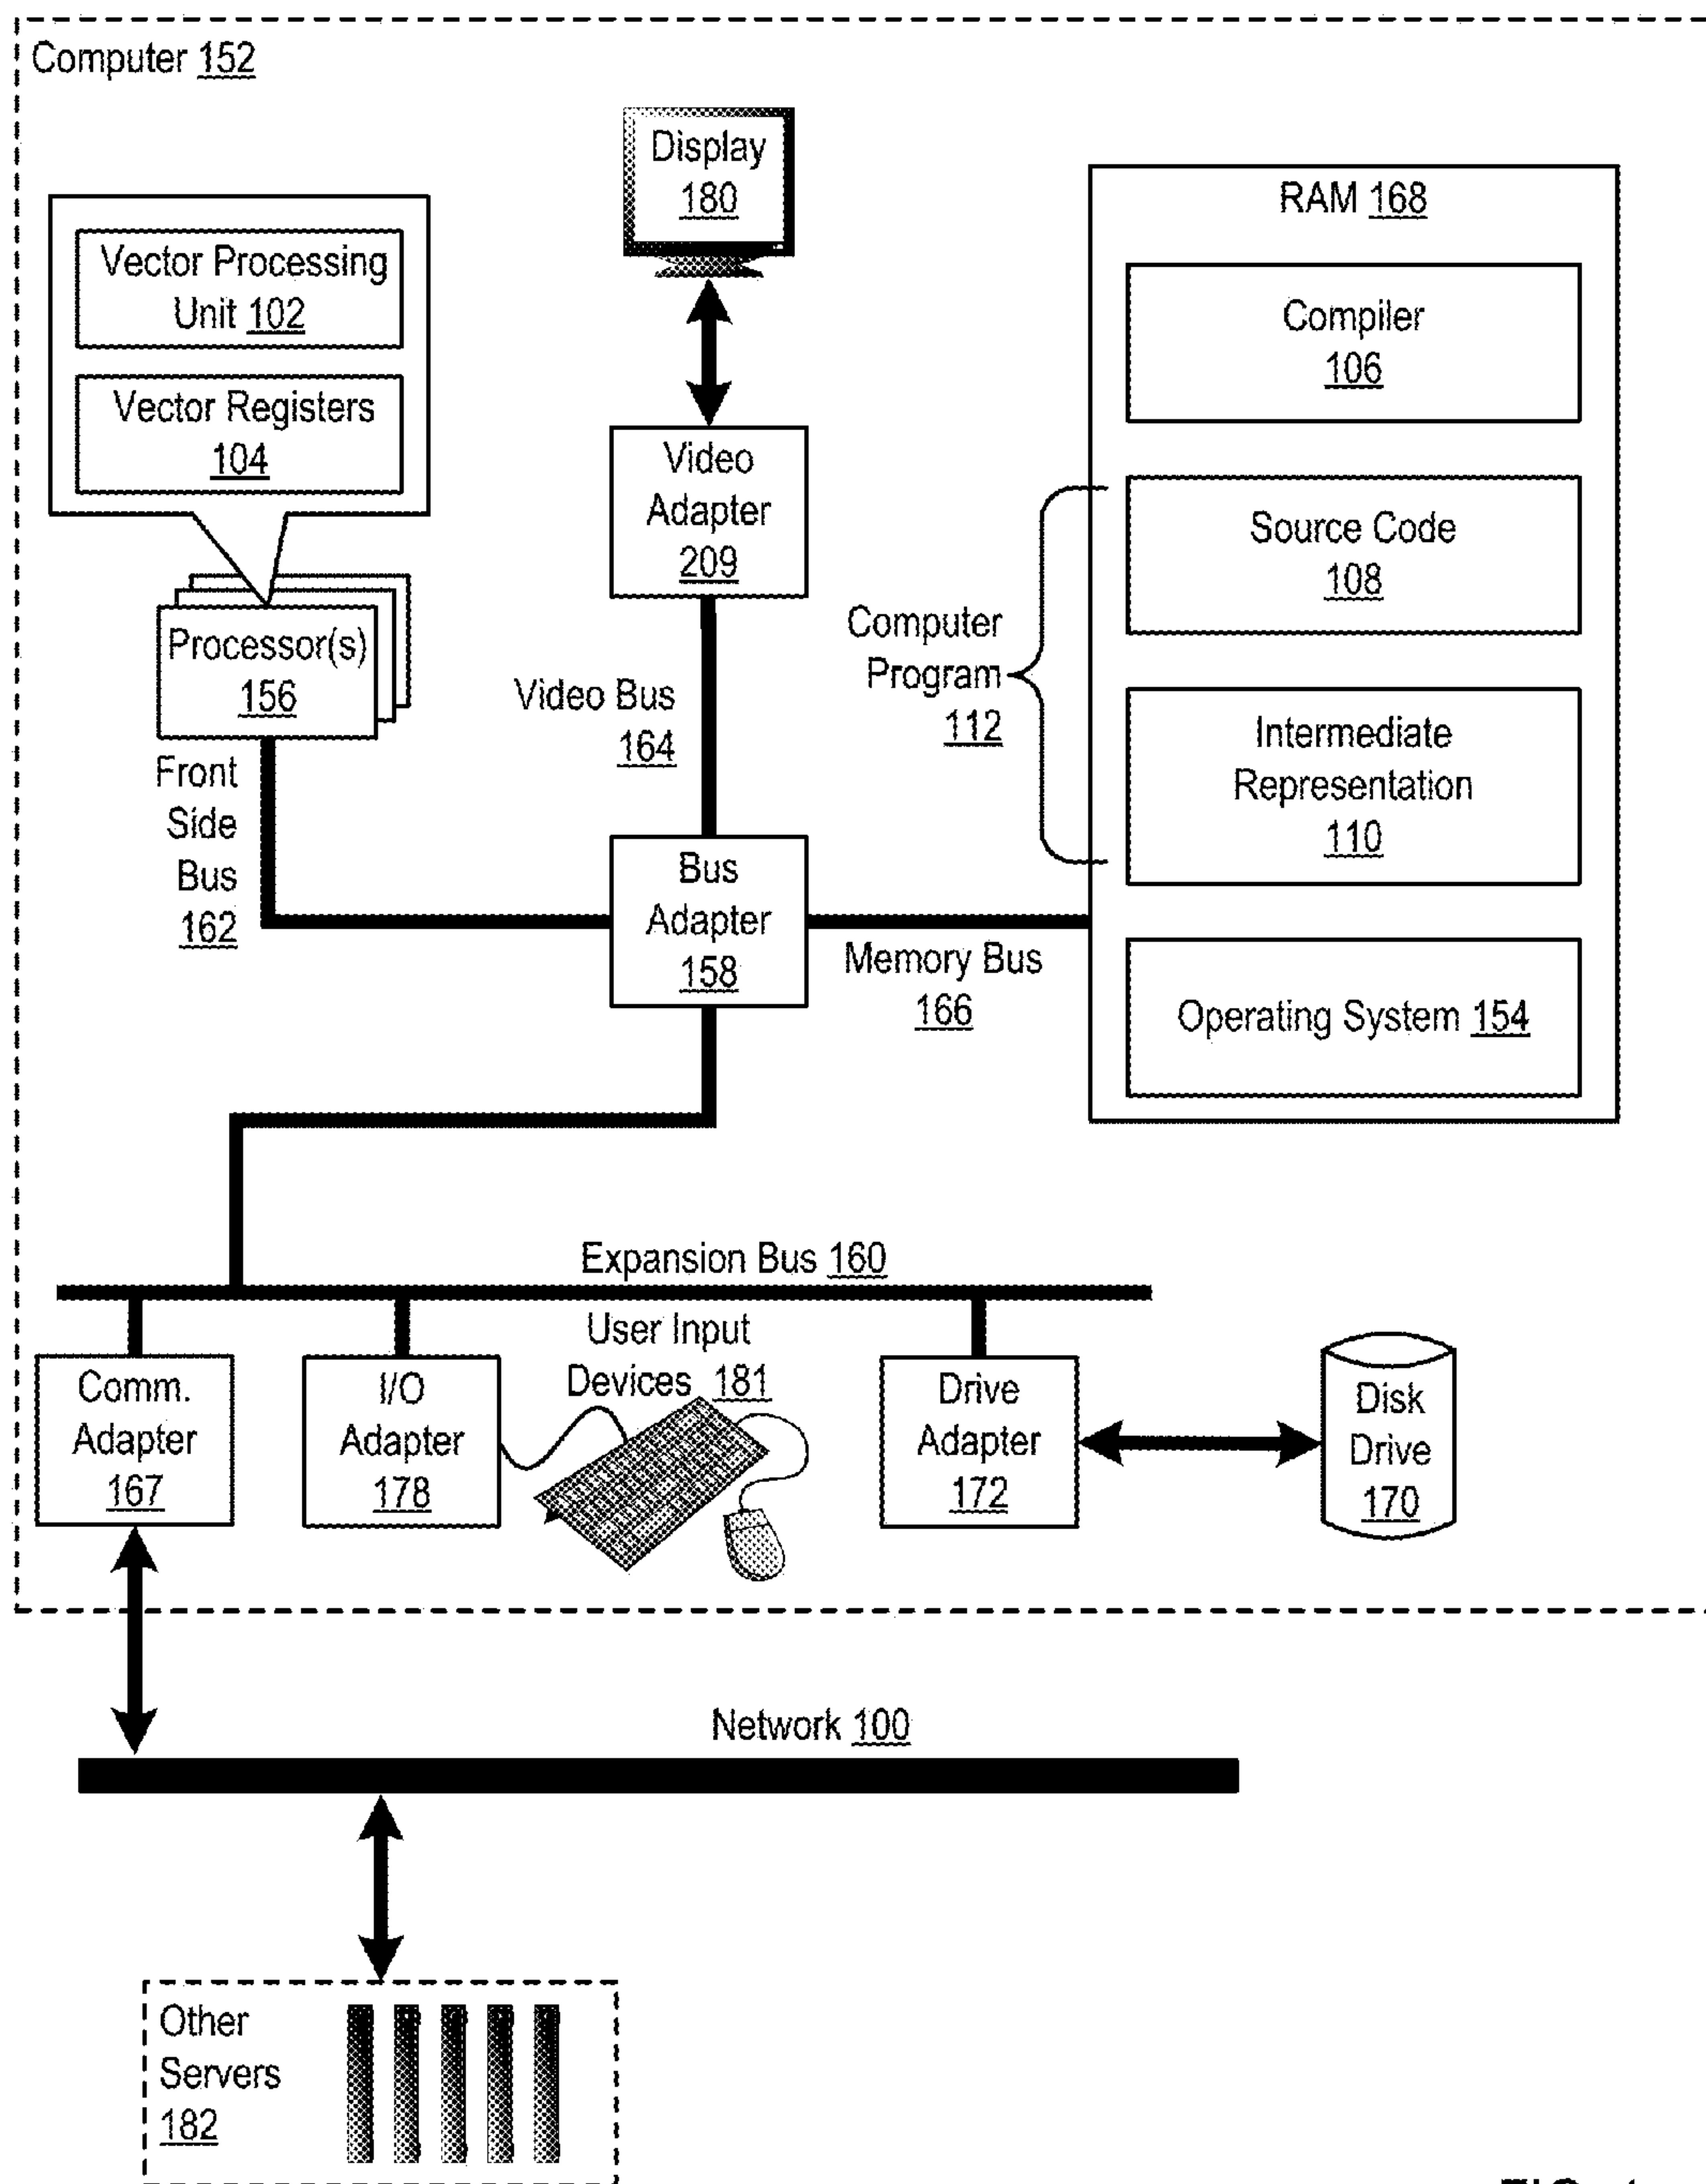 Computer 152
Display
180
RAM 168
Vector Processing
Unit 102
Vector Registers
104
Compiler
106
Video
Adapter
209
Source Code
108
Computer
Program
112
Processor(s)
156
Video Bus
164
Intermediate
Representation
110
Front
Side
Bus
162
Bus
Adapter
158
Memory Bus
166
Operating System 154
Expansion Bus 160
User Input
Devices 181
Comm.
Adapter
167
I/O
Adapter
178
Drive
Adapter
172
Disk
Drive
170
Network 100
Other
Servers
182